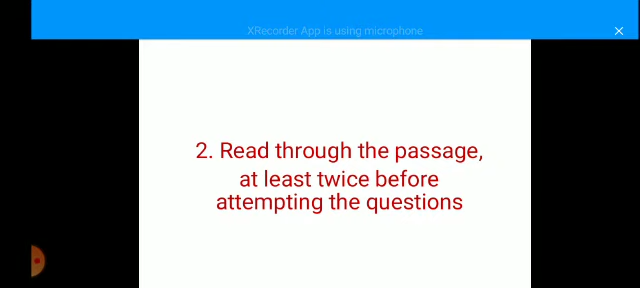 XRecorder App is using microphone
2. Read through the passage,
at least twice before
attempting the questions